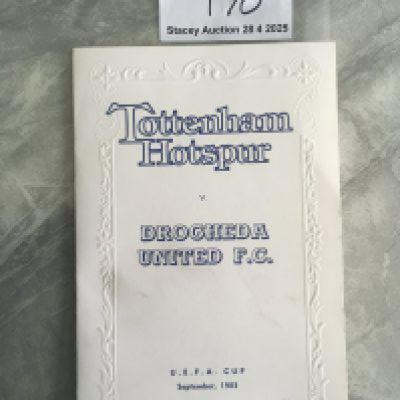 Stacey Auction 28 4 2025
Tottenham
Hotspur
v.
DROGHEDA
UNITED F.C.
U.E.F.A. CUP
September, 1983